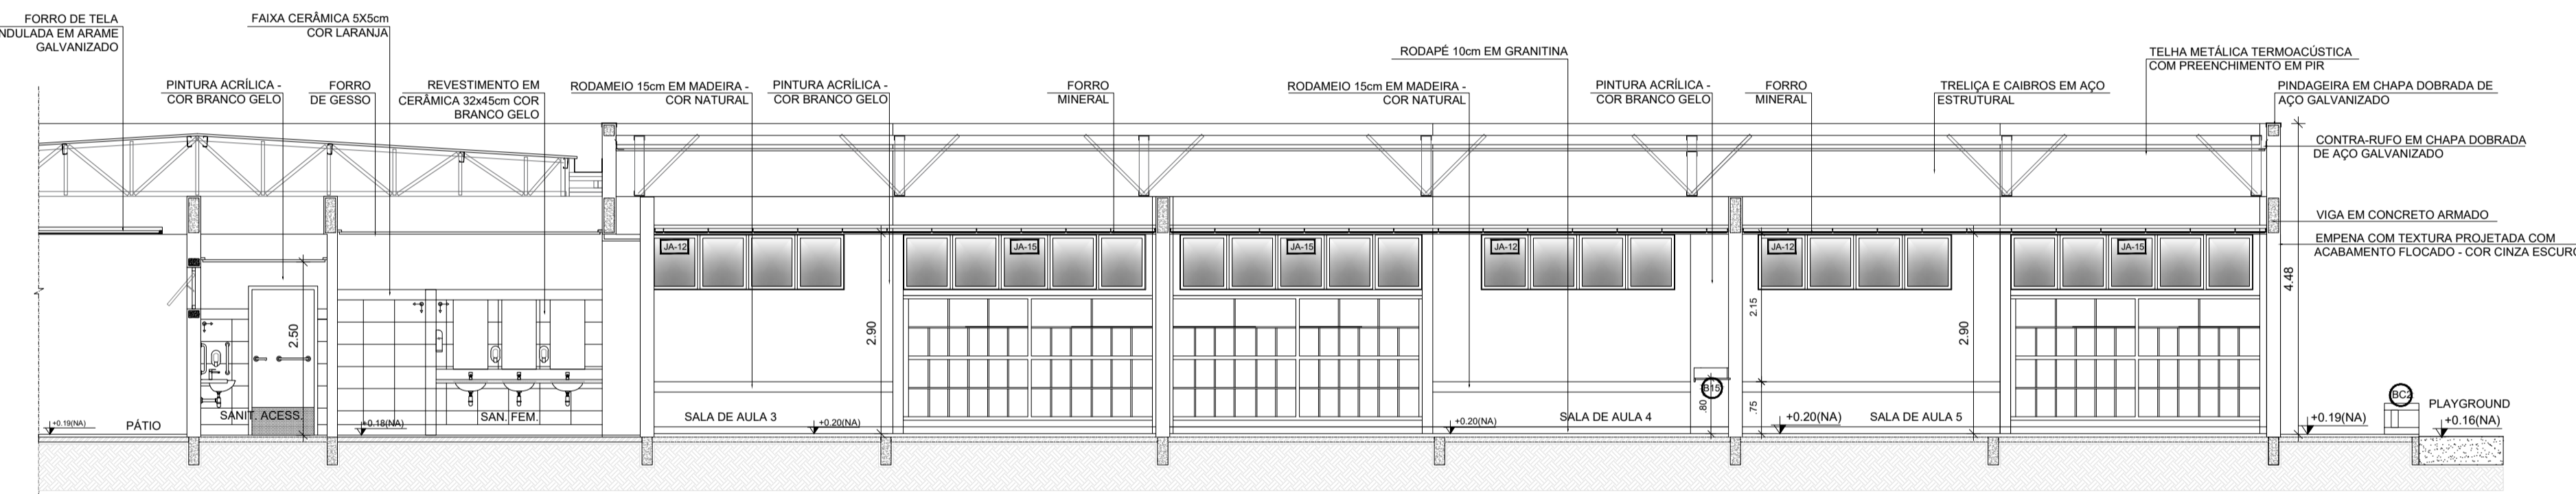 FORRO DE TELA
NDULADA EM ARAME
GALVANIZADO
FAIXA CERÂMICA 5X5cm
COR LARANJA
PINTURA ACRÍLICA -
COR BRANCO GELO
FORRO
DE GESSO
REVESTIMENTO EM
CERÂMICA 32x45cm COR
BRANCO GELO
RODAMEIO 15cm EM MADEIRA -
COR NATURAL
PINTURA ACRÍLICA -
COR BRANCO GELO
FORRO
MINERAL
RODAPÉ 10cm EM GRANITINA
RODAMEIO 15cm EM MADEIRA -
COR NATURAL
PINTURA ACRÍLICA -
COR BRANCO GELO
FORRO
MINERAL
TRELIÇA E CAIBROS EM AÇO
ESTRUTURAL
TELHA METÁLICA TERMOACÚSTICA
COM PREENCHIMENTO EM PIR
PINDAGEIRA EM CHAPA DOBRADA DE
AÇO GALVANIZADO
CONTRA-RUFO EM CHAPA DOBRADA
DE AÇO GALVANIZADO
VIGA EM CONCRETO ARMADO
EMPENA COM TEXTURA PROJETADA COM
ACABAMENTO FLOCADO - COR CINZA ESCURO
JA-12
JA-15
JA-15
JA-12
JA-12
JA-15
2.50
2.90
2.15
2.90
4.48
.80
.75
B15
BC2
+0.19(NA)
PÁTIO
SANIT. ACESS.
+0.18(NA)
SAN. FEM.
SALA DE AULA 3
+0.20(NA)
+0.20(NA)
SALA DE AULA 4
+0.20(NA)
SALA DE AULA 5
+0.19(NA)
PLAYGROUND
+0.16(NA)